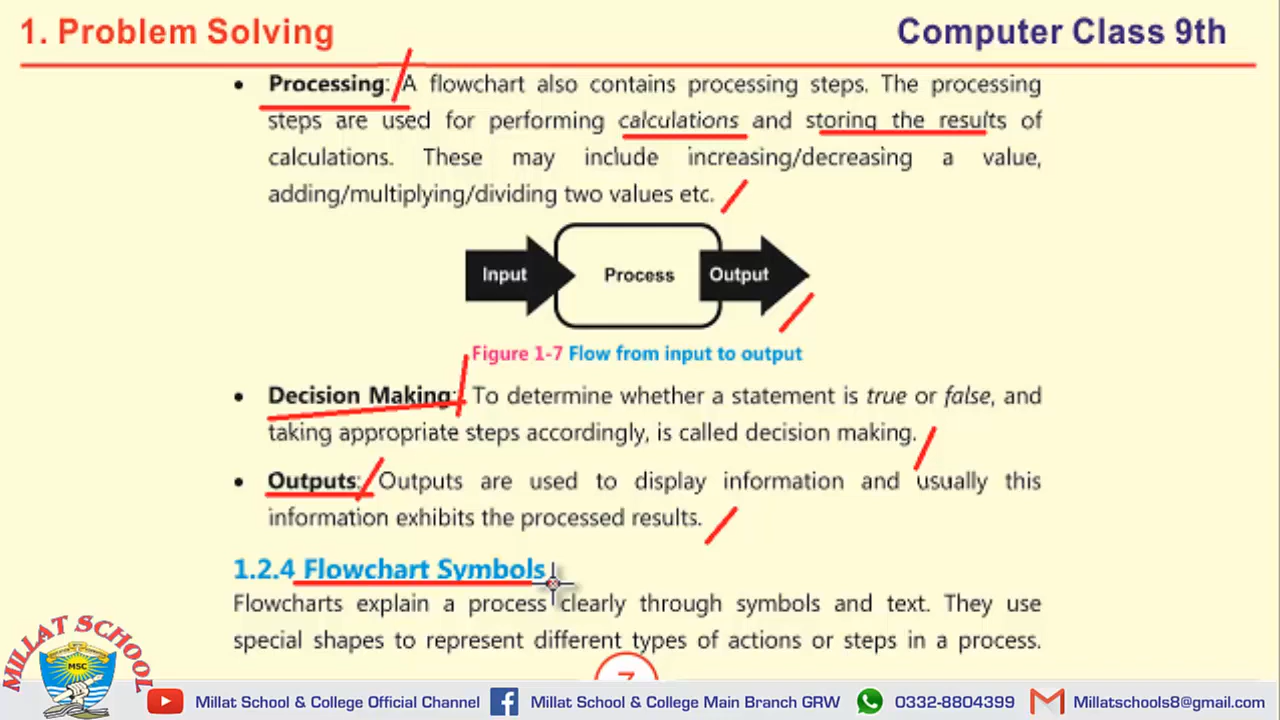 1. Problem Solving
Computer Class 9th
• Processing: A flowchart also contains processing steps. The processing
steps are used for performing calculations and storing the results of
calculations. These may include increasing/decreasing a value,
adding/multiplying/dividing two values etc.
Input
Process
Output
Figure 1-7 Flow from input to output
• Decision Making: To determine whether a statement is true or false, and
taking appropriate steps accordingly, is called decision making.
• Outputs: Outputs are used to display information and usually this
information exhibits the processed results.
1.2.4 Flowchart Symbols
Flowcharts explain a process clearly through symbols and text. They use
special shapes to represent different types of actions or steps in a process.
7
MILLAT SCHOOL
MSC
Millat School & College Official Channel
Millat School & College Main Branch GRW
0332-8804399
Millatschools8@gmail.com